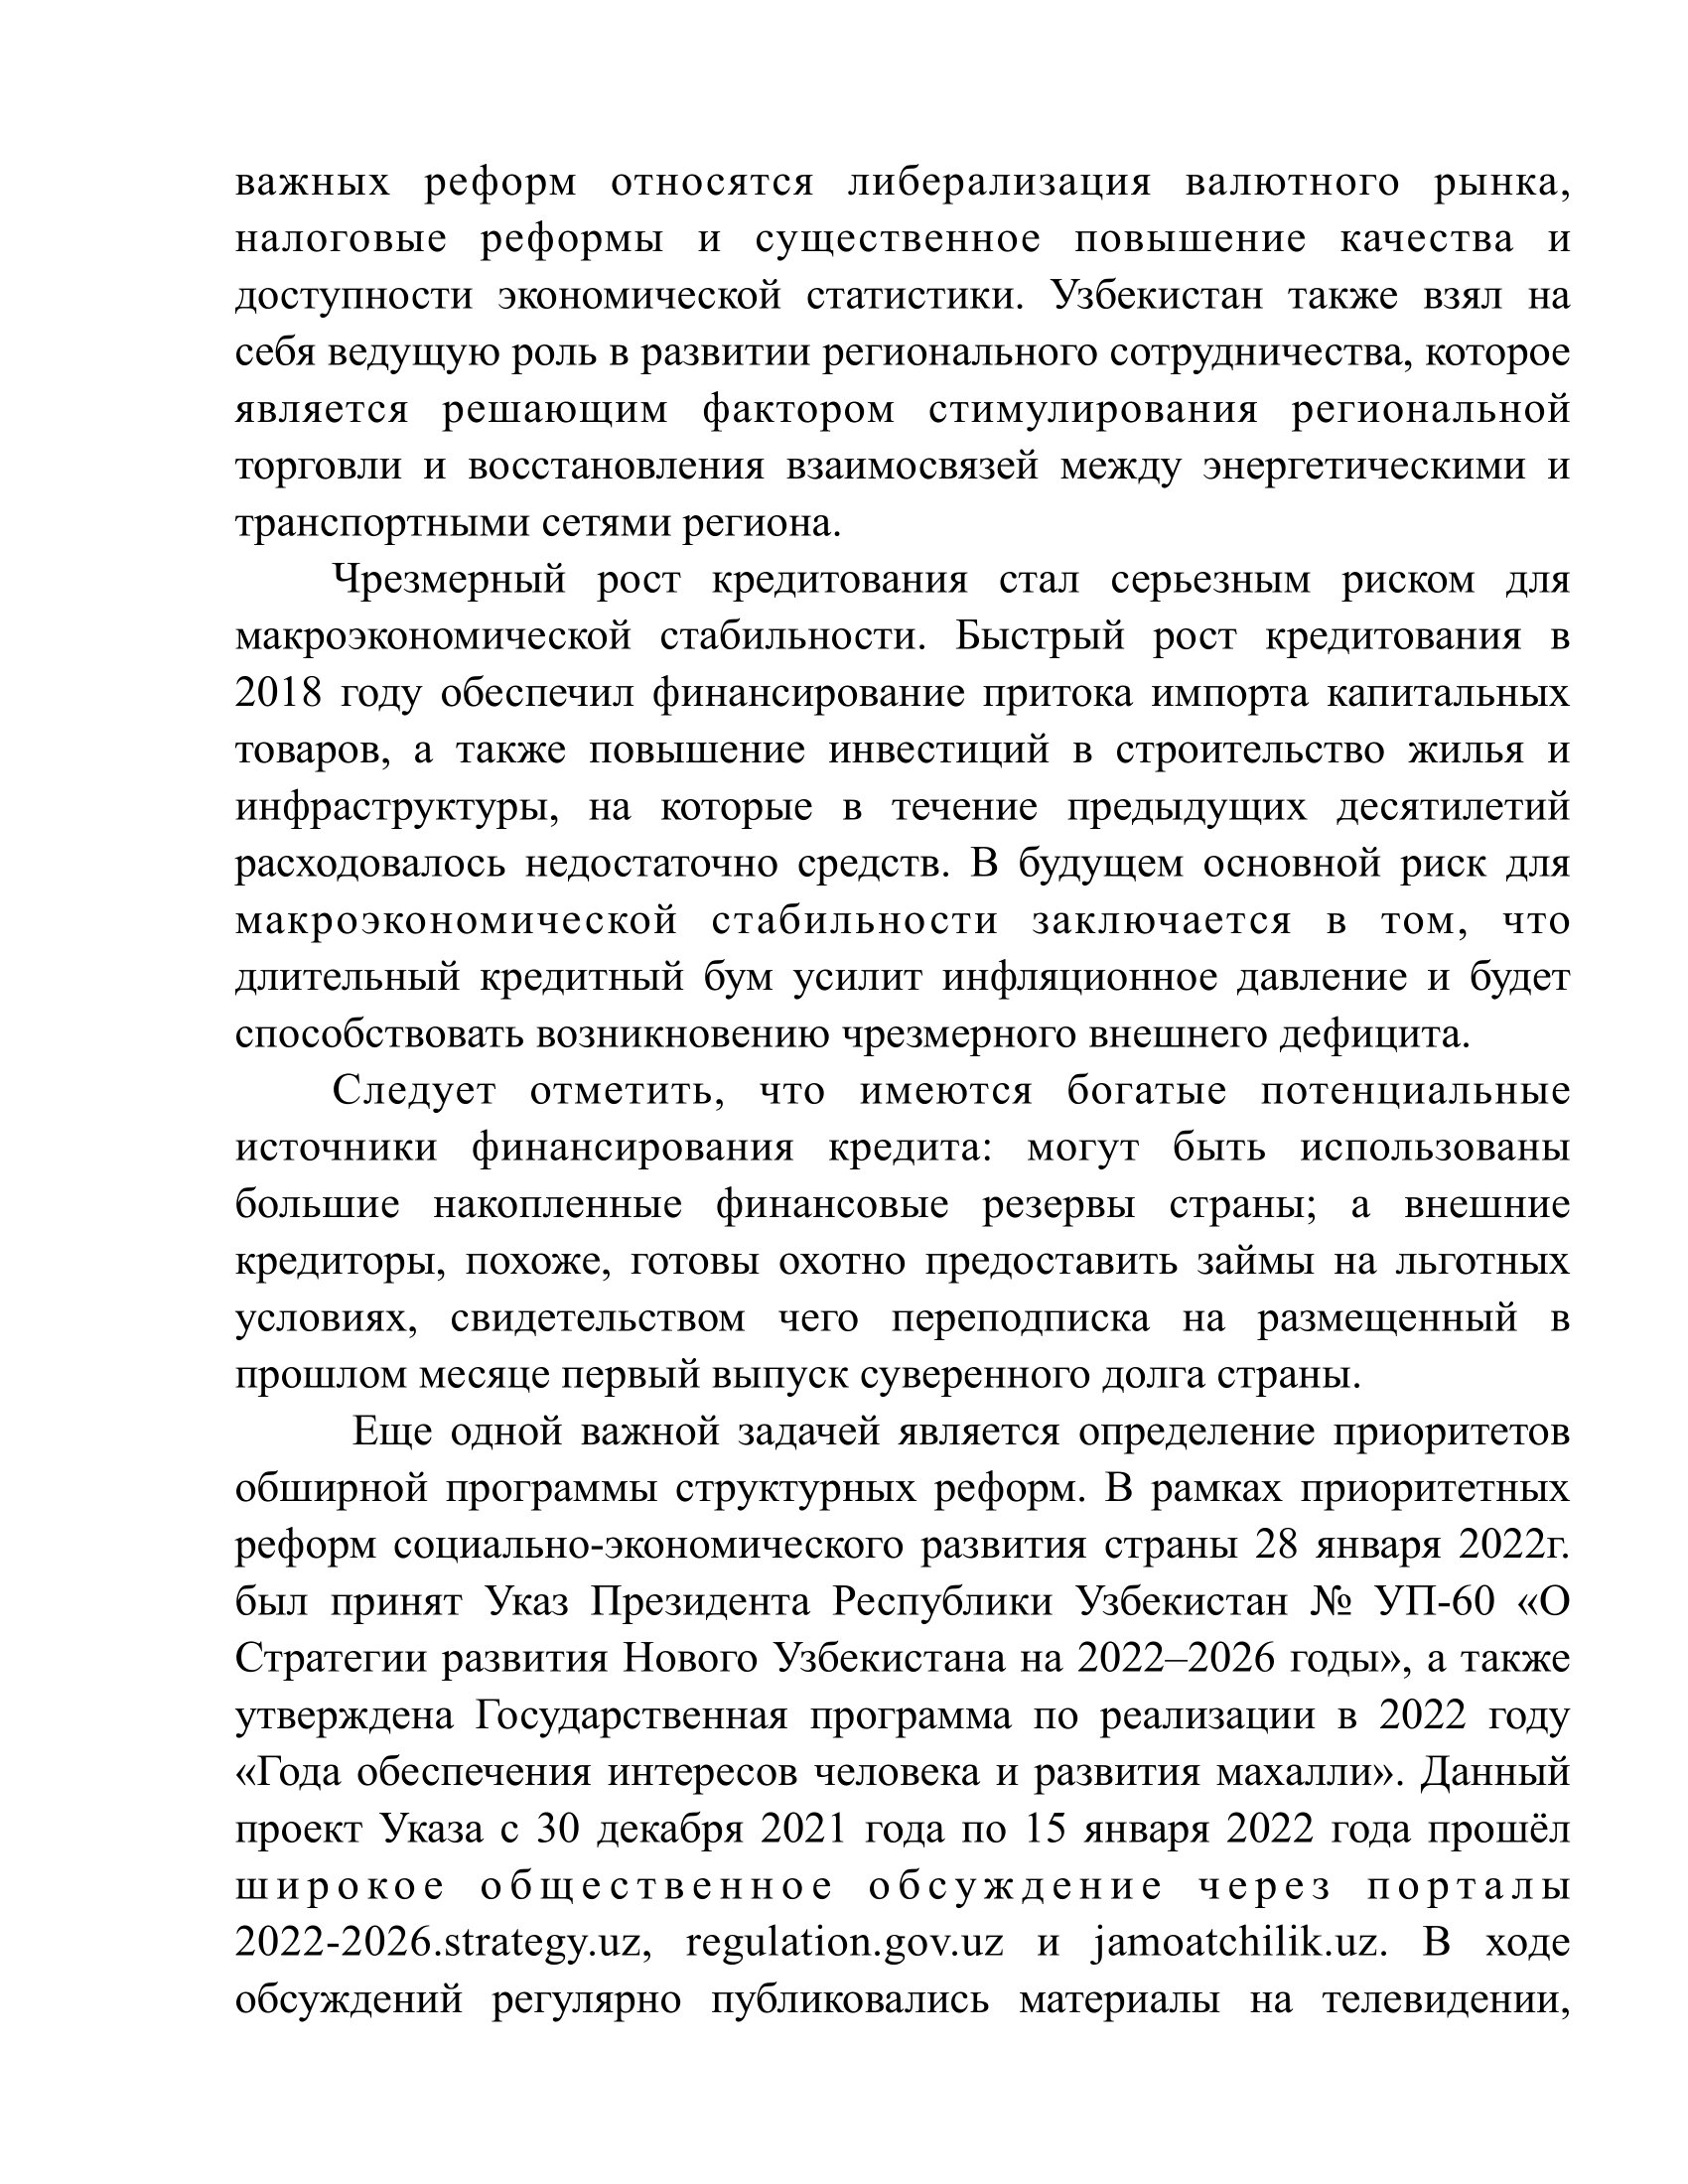 важных реформ относятся либерализация валютного рынка,
налоговые реформы и существенное повышение качества и
доступности экономической статистики. Узбекистан также взял на
себя ведущую роль в развитии регионального сотрудничества, которое
является решающим фактором стимулирования региональной
торговли и восстановления взаимосвязей между энергетическими и
транспортными сетями региона.
Чрезмерный рост кредитования стал серьезным риском для
макроэкономической стабильности. Быстрый рост кредитования в
2018 году обеспечил финансирование притока импорта капитальных
товаров, а также повышение инвестиций в строительство жилья и
инфраструктуры, на которые в течение предыдущих десятилетий
расходовалось недостаточно средств. В будущем основной риск для
макроэкономической стабильности заключается в том, что
длительный кредитный бум усилит инфляционное давление и будет
способствовать возникновению чрезмерного внешнего дефицита.
Следует отметить, что имеются богатые потенциальные
источники финансирования кредита: могут быть использованы
большие накопленные финансовые резервы страны; а внешние
кредиторы, похоже, готовы охотно предоставить займы на льготных
условиях, свидетельством чего переподписка на размещенный в
прошлом месяце первый выпуск суверенного долга страны.
Еще одной важной задачей является определение приоритетов
обширной программы структурных реформ. В рамках приоритетных
реформ социально-экономического развития страны 28 января 2022г.
был принят Указ Президента Республики Узбекистан № УП-60 «О
Стратегии развития Нового Узбекистана на 2022–2026 годы», а также
утверждена Государственная программа по реализации в 2022 году
«Года обеспечения интересов человека и развития махалли». Данный
проект Указа с 30 декабря 2021 года по 15 января 2022 года прошёл
широкое общественное обсуждение через порталы
2022-2026.strategy.uz, regulation.gov.uz и jamoatchilik.uz. В ходе
обсуждений регулярно публиковались материалы на телевидении,